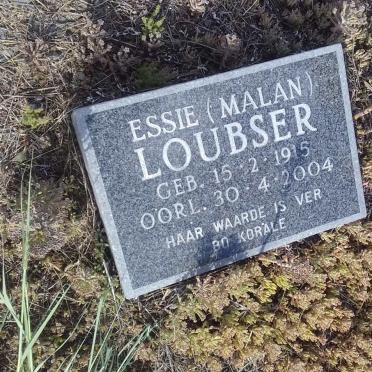 ESSIE (MALAN)
LOUBSER
GEB. 15 · 2 · 1915
OORL. 30 · 4 · 2004
HAAR WAARDE IS VER
BO KORALE